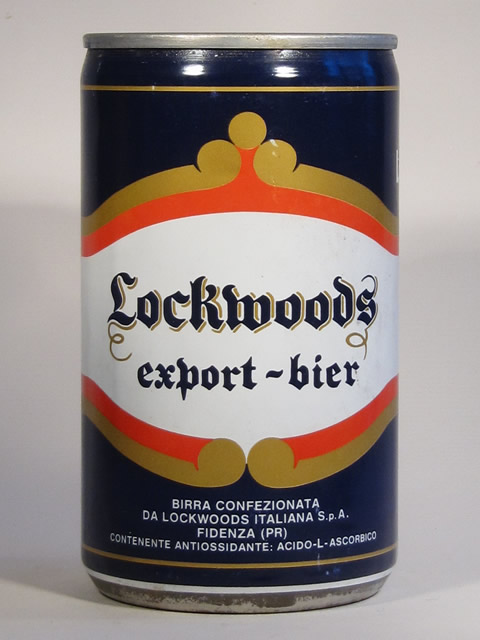 Lockwoods
export-bier
BIRRA CONFEZIONATA
DA LOCKWOODS ITALIANA S.p.A.
FIDENZA (PR)
CONTENENTE ANTIOSSIDANTE: ACIDO-L-ASCORBICO